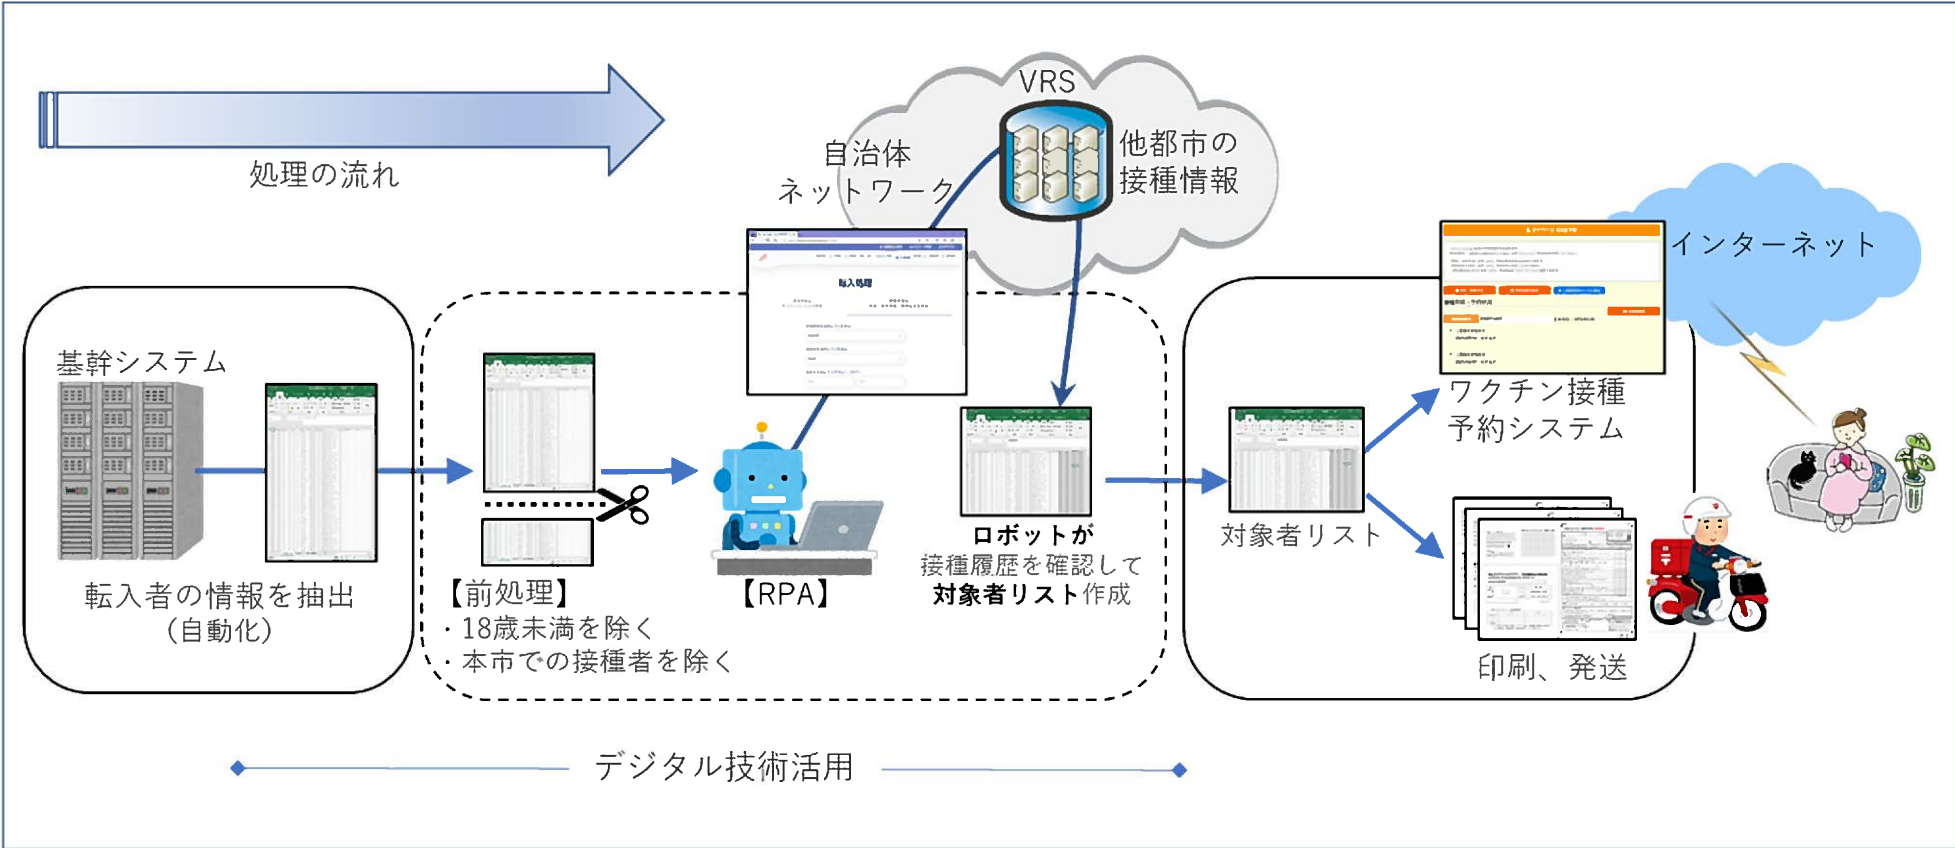 処理の流れ
VRS
自治体
ネットワーク
他都市の
接種情報
インターネット
転入処理
基幹システム
転入者の情報を抽出
（自動化）
【前処理】
・18歳未満を除く
・本市での接種者を除く
【RPA】
ロボットが
接種履歴を確認して
対象者リスト作成
対象者リスト
ワクチン接種
予約システム
印刷、発送
デジタル技術活用